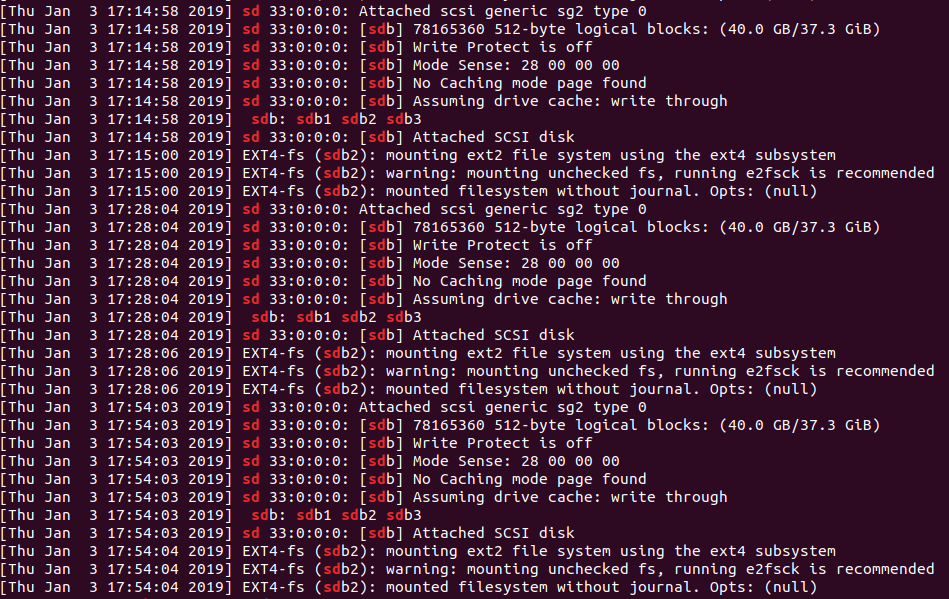 [Thu Jan  3 17:14:58 2019] sd 33:0:0:0: Attached scsi generic sg2 type 0
[Thu Jan  3 17:14:58 2019] sd 33:0:0:0: [sdb] 78165360 512-byte logical blocks: (40.0 GB/37.3 GiB)
[Thu Jan  3 17:14:58 2019] sd 33:0:0:0: [sdb] Write Protect is off
[Thu Jan  3 17:14:58 2019] sd 33:0:0:0: [sdb] Mode Sense: 28 00 00 00
[Thu Jan  3 17:14:58 2019] sd 33:0:0:0: [sdb] No Caching mode page found
[Thu Jan  3 17:14:58 2019] sd 33:0:0:0: [sdb] Assuming drive cache: write through
[Thu Jan  3 17:14:58 2019]  sdb: sdb1 sdb2 sdb3
[Thu Jan  3 17:14:58 2019] sd 33:0:0:0: [sdb] Attached SCSI disk
[Thu Jan  3 17:15:00 2019] EXT4-fs (sdb2): mounting ext2 file system using the ext4 subsystem
[Thu Jan  3 17:15:00 2019] EXT4-fs (sdb2): warning: mounting unchecked fs, running e2fsck is recommended
[Thu Jan  3 17:15:00 2019] EXT4-fs (sdb2): mounted filesystem without journal. Opts: (null)
[Thu Jan  3 17:28:04 2019] sd 33:0:0:0: Attached scsi generic sg2 type 0
[Thu Jan  3 17:28:04 2019] sd 33:0:0:0: [sdb] 78165360 512-byte logical blocks: (40.0 GB/37.3 GiB)
[Thu Jan  3 17:28:04 2019] sd 33:0:0:0: [sdb] Write Protect is off
[Thu Jan  3 17:28:04 2019] sd 33:0:0:0: [sdb] Mode Sense: 28 00 00 00
[Thu Jan  3 17:28:04 2019] sd 33:0:0:0: [sdb] No Caching mode page found
[Thu Jan  3 17:28:04 2019] sd 33:0:0:0: [sdb] Assuming drive cache: write through
[Thu Jan  3 17:28:04 2019]  sdb: sdb1 sdb2 sdb3
[Thu Jan  3 17:28:04 2019] sd 33:0:0:0: [sdb] Attached SCSI disk
[Thu Jan  3 17:28:06 2019] EXT4-fs (sdb2): mounting ext2 file system using the ext4 subsystem
[Thu Jan  3 17:28:06 2019] EXT4-fs (sdb2): warning: mounting unchecked fs, running e2fsck is recommended
[Thu Jan  3 17:28:06 2019] EXT4-fs (sdb2): mounted filesystem without journal. Opts: (null)
[Thu Jan  3 17:54:03 2019] sd 33:0:0:0: Attached scsi generic sg2 type 0
[Thu Jan  3 17:54:03 2019] sd 33:0:0:0: [sdb] 78165360 512-byte logical blocks: (40.0 GB/37.3 GiB)
[Thu Jan  3 17:54:03 2019] sd 33:0:0:0: [sdb] Write Protect is off
[Thu Jan  3 17:54:03 2019] sd 33:0:0:0: [sdb] Mode Sense: 28 00 00 00
[Thu Jan  3 17:54:03 2019] sd 33:0:0:0: [sdb] No Caching mode page found
[Thu Jan  3 17:54:03 2019] sd 33:0:0:0: [sdb] Assuming drive cache: write through
[Thu Jan  3 17:54:03 2019]  sdb: sdb1 sdb2 sdb3
[Thu Jan  3 17:54:03 2019] sd 33:0:0:0: [sdb] Attached SCSI disk
[Thu Jan  3 17:54:04 2019] EXT4-fs (sdb2): mounting ext2 file system using the ext4 subsystem
[Thu Jan  3 17:54:04 2019] EXT4-fs (sdb2): warning: mounting unchecked fs, running e2fsck is recommended
[Thu Jan  3 17:54:04 2019] EXT4-fs (sdb2): mounted filesystem without journal. Opts: (null)